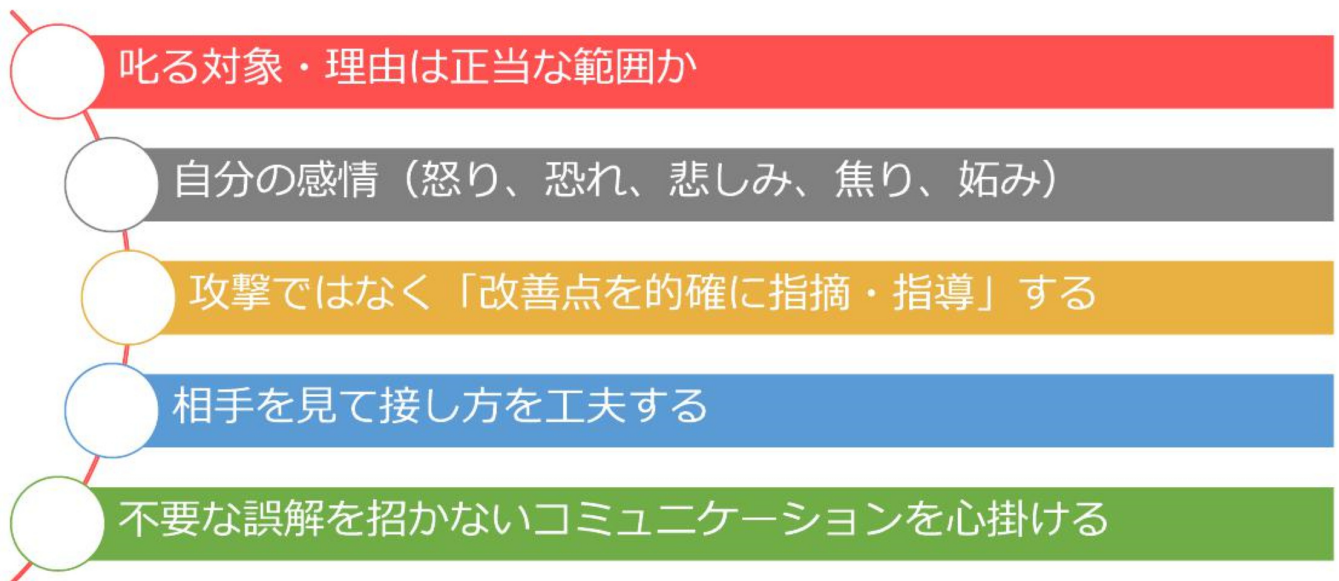 叱る対象・理由は正当な範囲か
自分の感情（怒り、恐れ、悲しみ、焦り、妬み）
攻撃ではなく「改善点を的確に指摘・指導」する
相手を見て接し方を工夫する
不要な誤解を招かないコミュニケーションを心掛ける